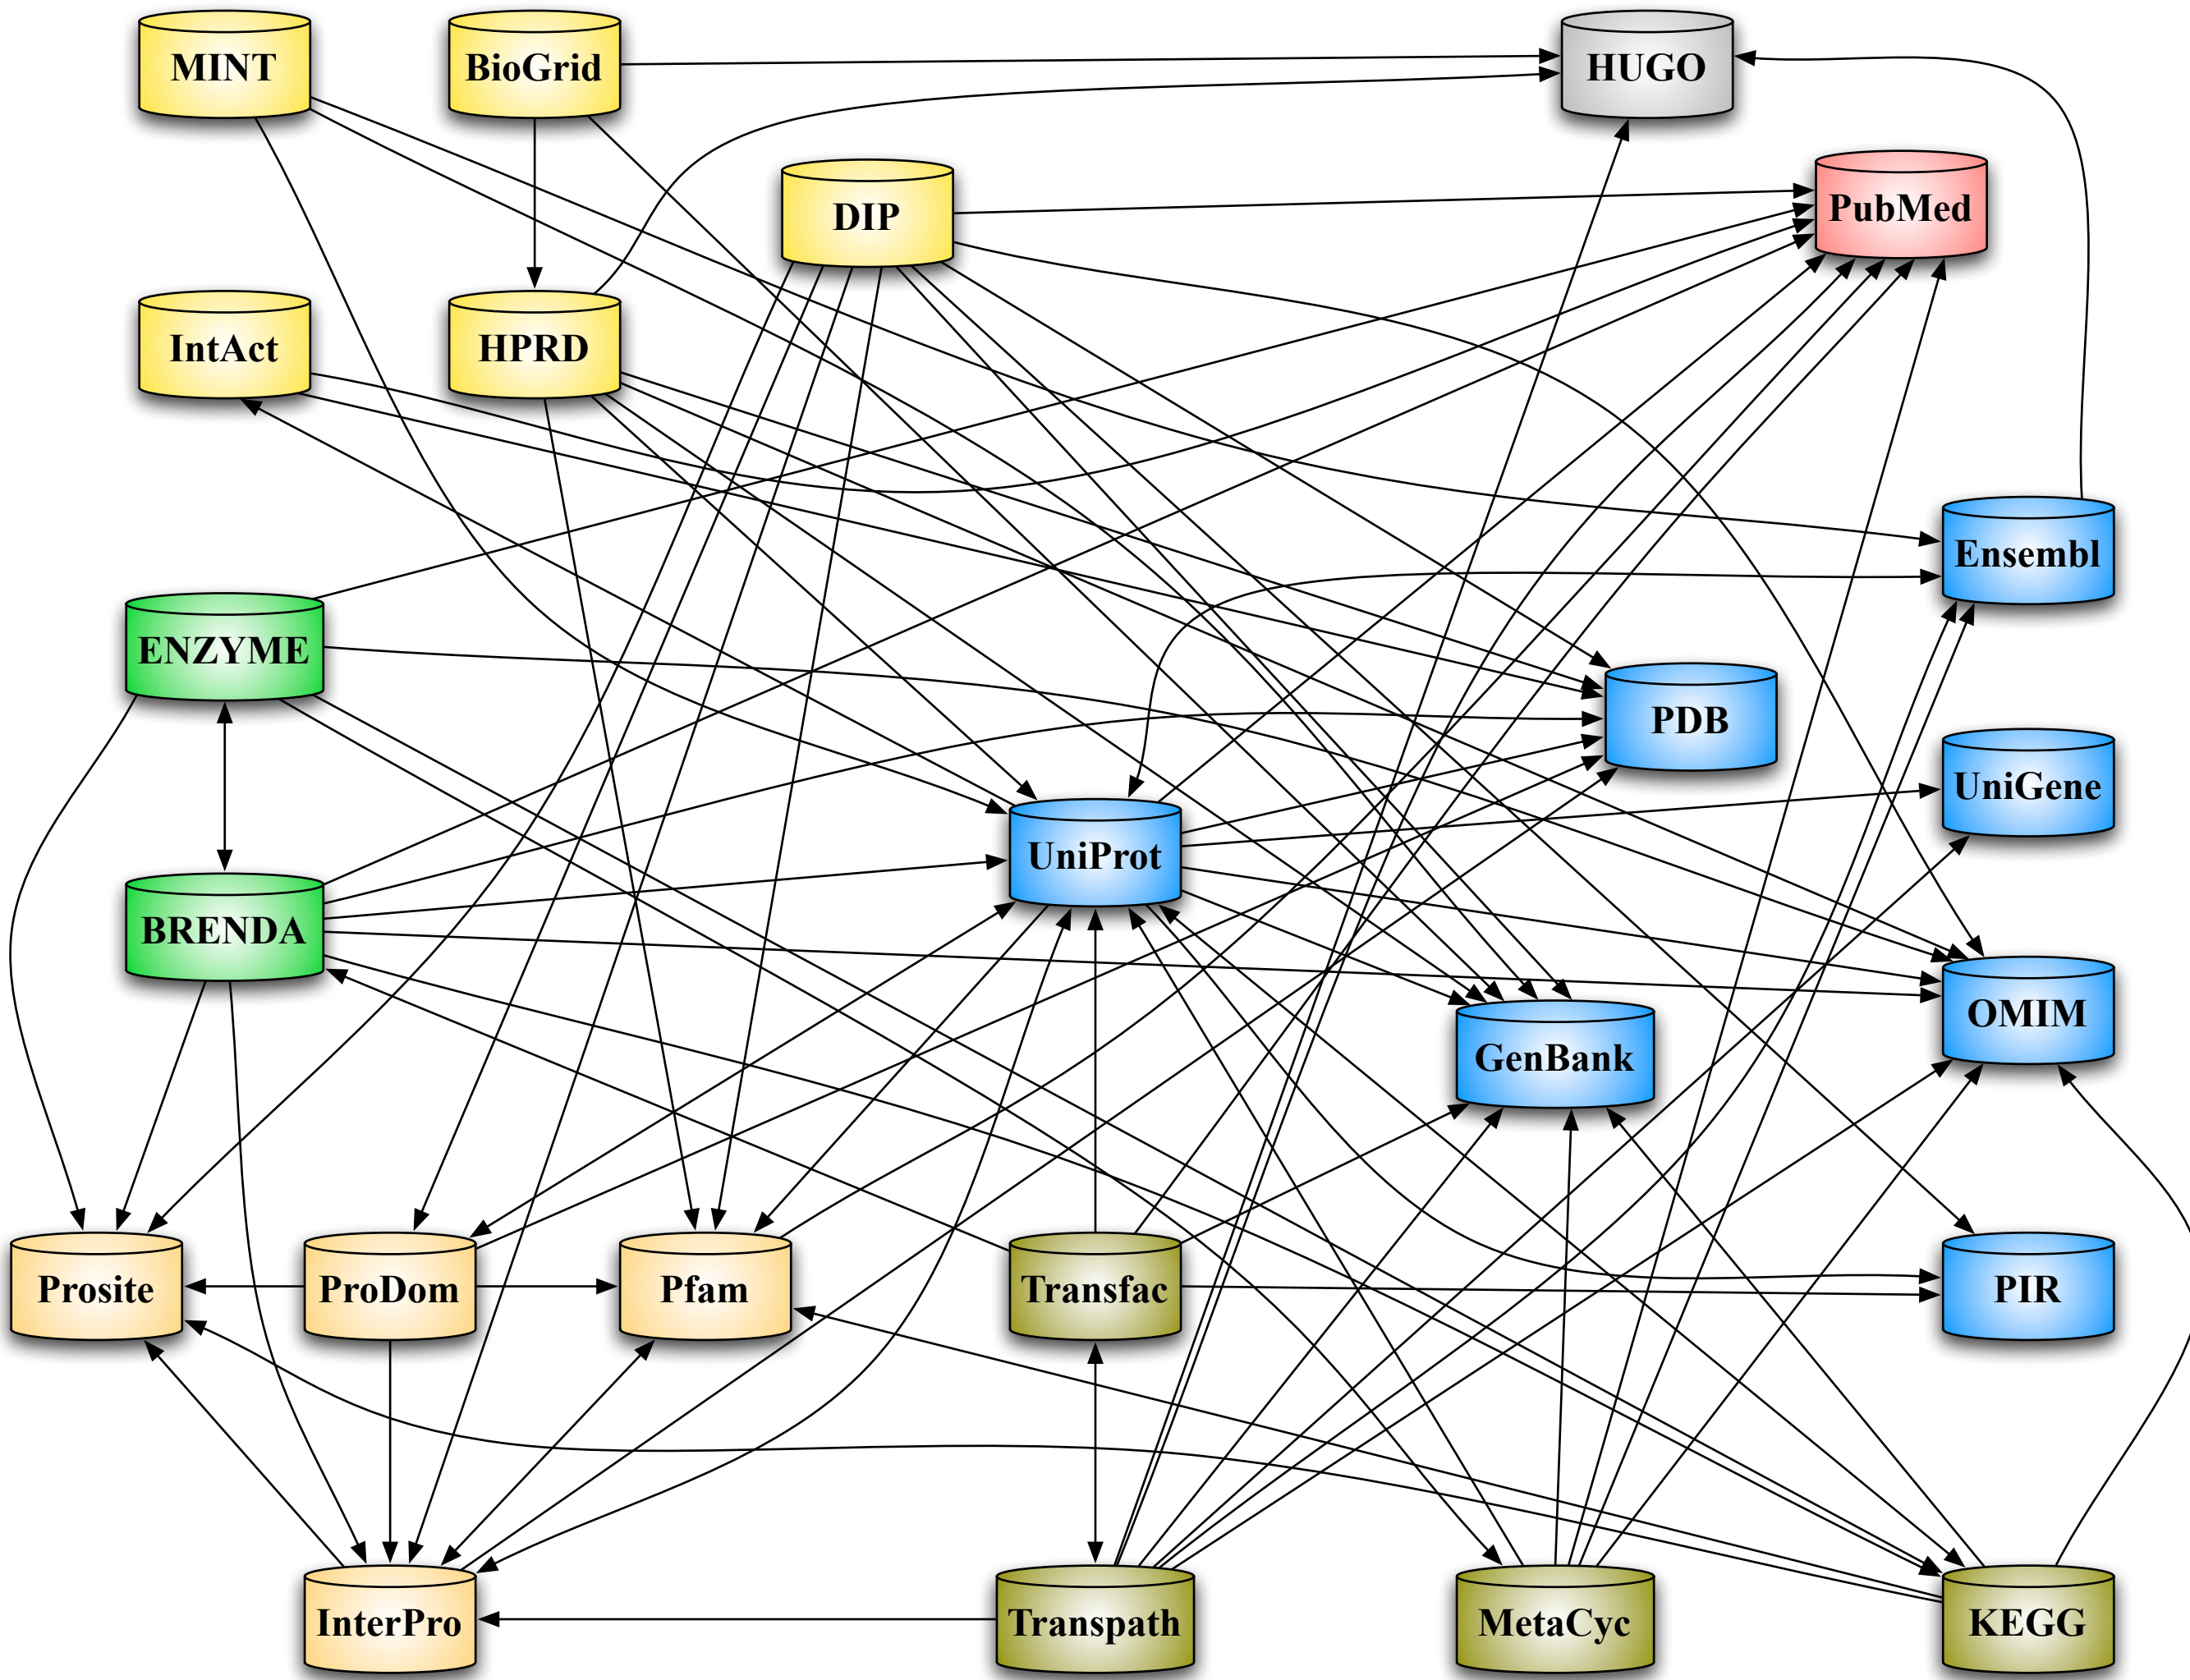 MINT
BioGrid
HUGO
DIP
PubMed
IntAct
HPRD
Ensembl
ENZYME
PDB
UniGene
UniProt
BRENDA
OMIM
GenBank
Prosite
ProDom
Pfam
Transfac
PIR
InterPro
Transpath
MetaCyc
KEGG